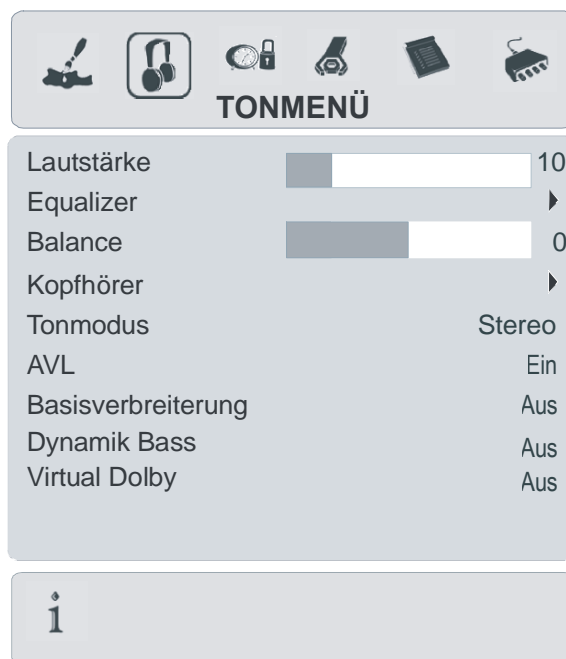 TONMENÜ
Lautstärke 10
Equalizer
Balance 0
Kopfhörer
Tonmodus Stereo
AVL Ein
Basisverbreiterung Aus
Dynamik Bass Aus
Virtual Dolby Aus
i